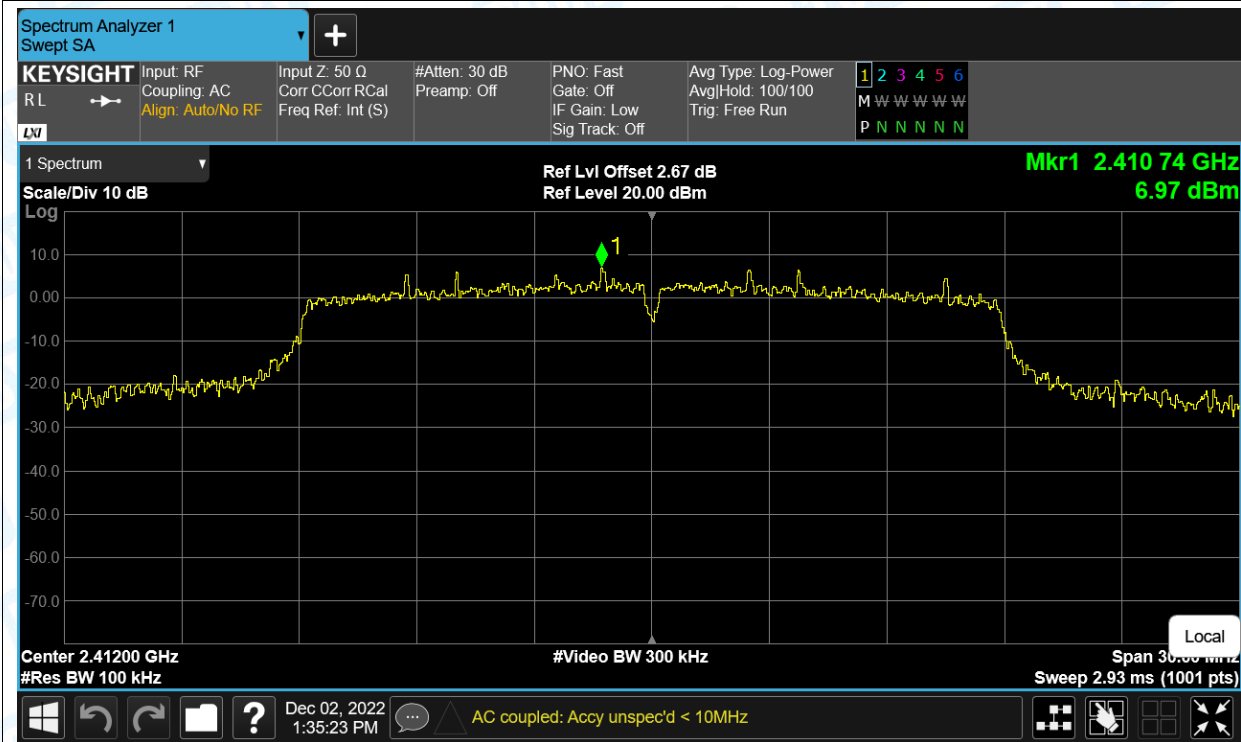 Spectrum Analyzer 1
Swept SA
KEYSIGHT
R L
LXI
Input: RF
Coupling: AC
Align: Auto/No RF
Input Z: 50 Ω
Corr CCorr RCal
Freq Ref: Int (S)
#Atten: 30 dB
Preamp: Off
PNO: Fast
Gate: Off
IF Gain: Low
Sig Track: Off
Avg Type: Log-Power
Avg|Hold: 100/100
Trig: Free Run
1 2 3 4 5 6
M W W W W W
P N N N N N
1 Spectrum
Scale/Div 10 dB
Log
Ref Lvl Offset 2.67 dB
Ref Level 20.00 dBm
Mkr1 2.410 74 GHz
6.97 dBm
1
10.0
0.00
-10.0
-20.0
-30.0
-40.0
-50.0
-60.0
-70.0
Local
Center 2.41200 GHz
#Video BW 300 kHz
Span 30.00 MHz
#Res BW 100 kHz
Sweep 2.93 ms (1001 pts)
?
Dec 02, 2022
1:35:23 PM
AC coupled: Accy unspec'd < 10MHz